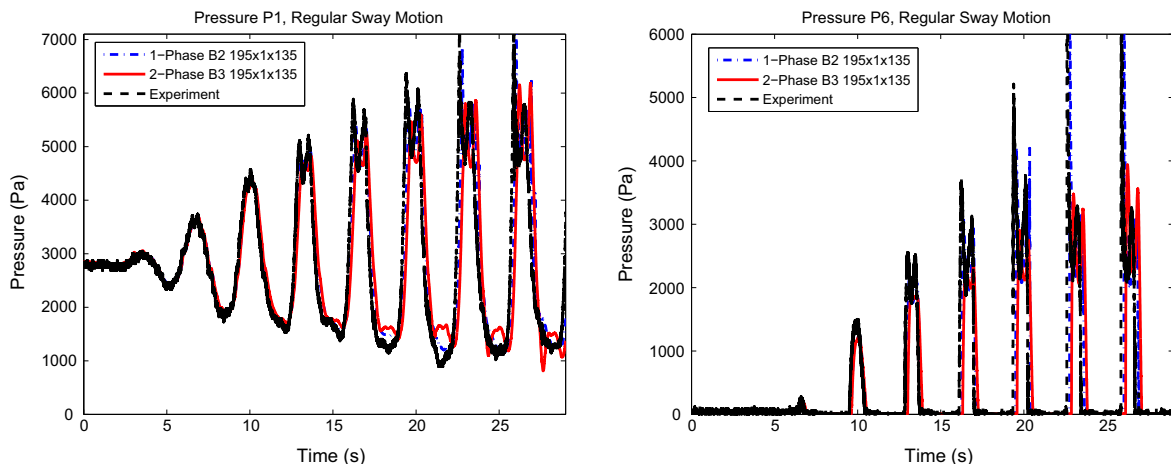 Pressure P1, Regular Sway Motion
7000
6000
5000
4000
3000
2000
1000
0
Pressure (Pa)
1−Phase B2 195x1x135
2−Phase B3 195x1x135
Experiment
0 5 10 15 20 25
Time (s)
Pressure P6, Regular Sway Motion
6000
5000
4000
3000
2000
1000
0
Pressure (Pa)
1−Phase B2 195x1x135
2−Phase B3 195x1x135
Experiment
0 5 10 15 20 25
Time (s)